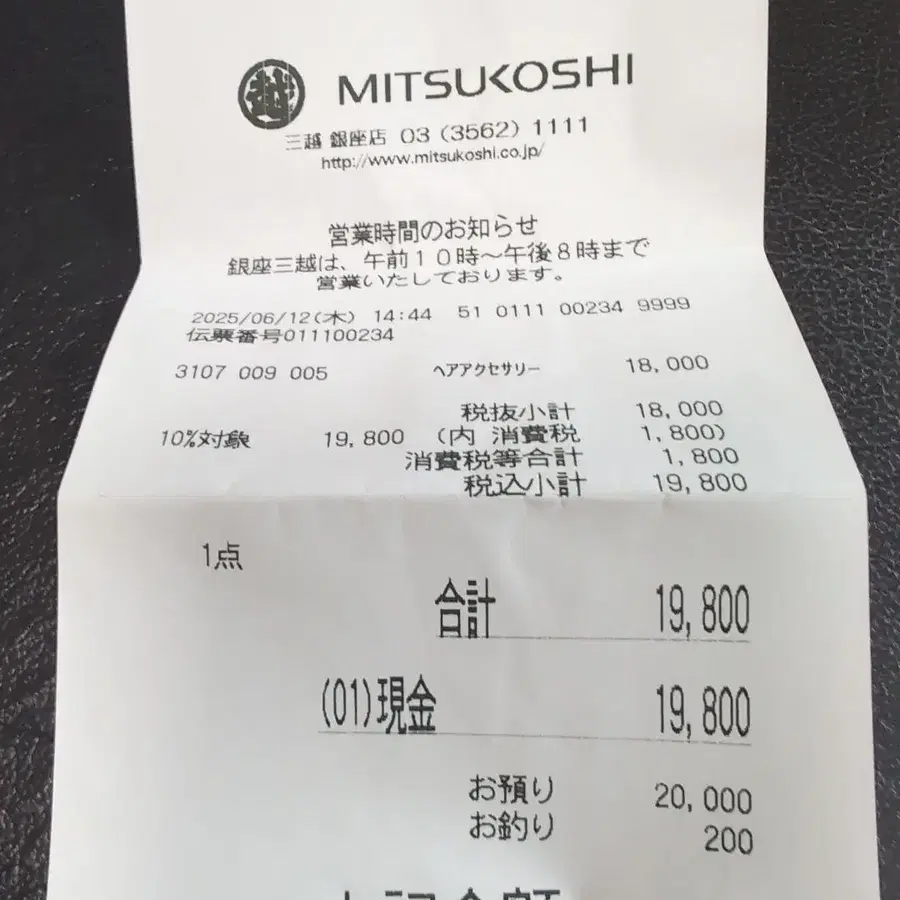 越 MITSUKOSHI
三越 銀座店 03 (3562) 1111
http://www.mitsukoshi.co.jp/
営業時間のお知らせ
銀座三越は、午前10時～午後8時まで
営業いたしております。
2025/06/12(木) 14:44 51 0111 00234 9999
伝票番号011100234
3107 009 005 ヘアアクセサリー 18,000
税抜小計 18,000
10%対象 19,800 (内 消費税 1,800)
消費税等合計 1,800
税込小計 19,800
1点
合計 19,800
(01)現金 19,800
お預り 20,000
お釣り 200